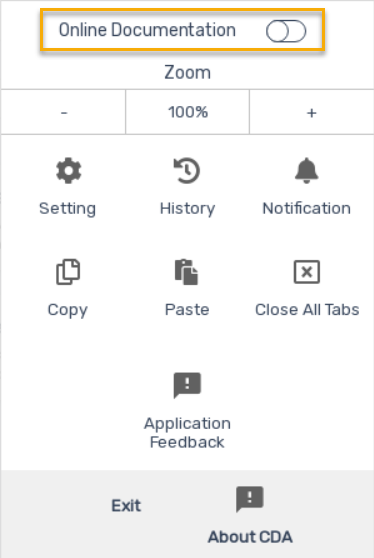 Online Documentation
Zoom
- 100% +
Setting History Notification
Copy Paste Close All Tabs
Application
Feedback
Exit
About CDA